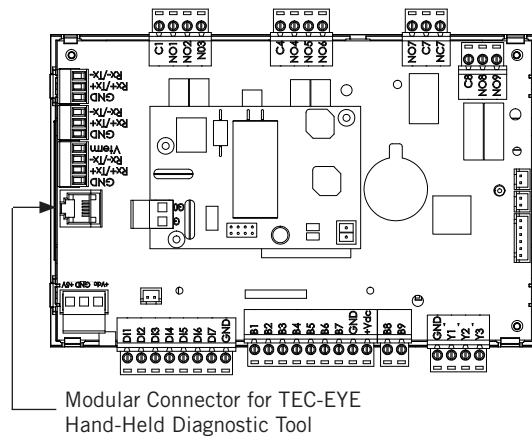 C1 NO1 NO2 NO3
C4 NO4 NO5 NO6
NO7 C7 NC7
C8 NO8 NO9
Rx-/Tx-
Rx+/Tx+
GND
Rx-/Tx-
Rx+/Tx+
GND
Vterm
Rx-/Tx-
Rx+/Tx+
GND
+Vdc GND +5V
DI1 DI2 DI3 DI4 DI5 DI6 DI7 GND
B1 B2 B3 B4 B5 B6 B7 GND +Vdc
B8 B9
GND Y1 Y2 Y3
Modular Connector for TEC-EYE
Hand-Held Diagnostic Tool